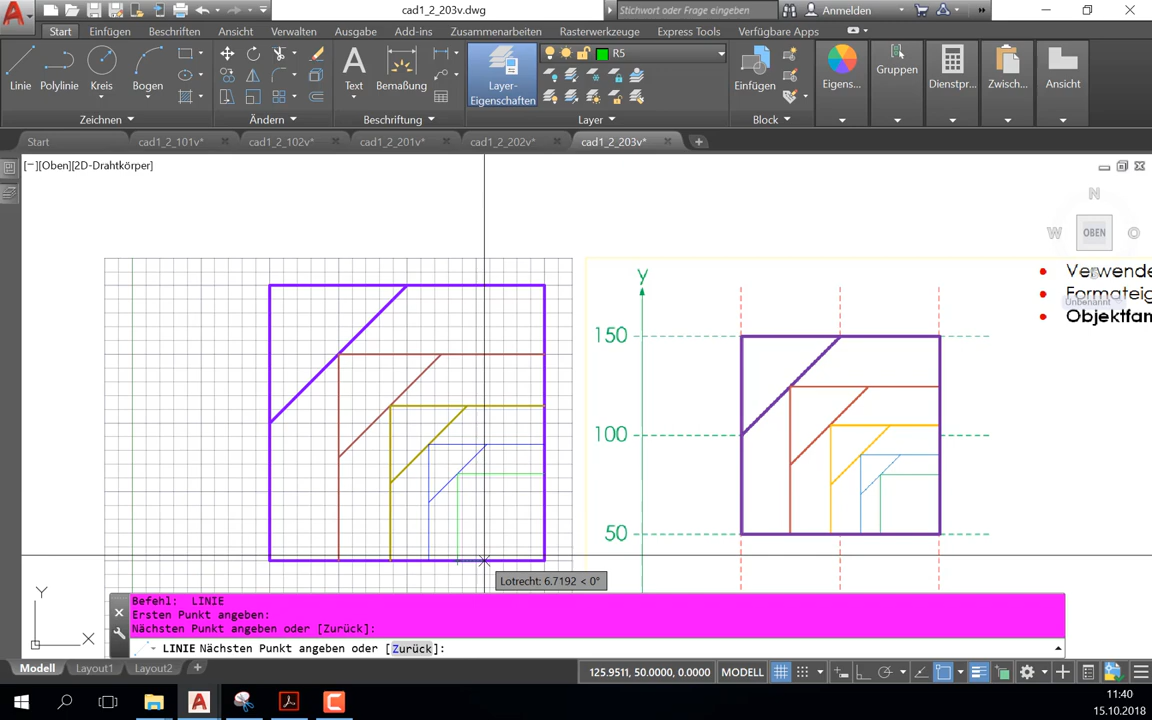 cad1_2_203v.dwg
Stichwort oder Frage eingeben
Anmelden
Start
Einfügen
Beschriften
Ansicht
Verwalten
Ausgabe
Add-ins
Zusammenarbeiten
Rasterwerkzeuge
Express Tools
Verfügbare Apps
R5
Linie
Polylinie
Kreis
Bogen
Text
Bemaßung
Layer-
Eigenschaften
Einfügen
Eigens...
Gruppen
Dienstpr...
Zwisch...
Ansicht
Zeichnen
Ändern
Beschriftung
Layer
Block
Start
cad1_2_101v*
cad1_2_102v*
cad1_2_201v*
cad1_2_202v*
cad1_2_203v*
[−][Oben][2D-Drahtkörper]
N
W
OBEN
O
S
Unbenannt
y
150
100
50
• Verwende
• Formateig
• Objektfam
Lotrecht: 6.7192 < 0°
Befehl: LINIE
Ersten Punkt angeben:
Nächsten Punkt angeben oder [Zurück]:
LINIE Nächsten Punkt angeben oder [Zurück]:
Y
X
Modell
Layout1
Layout2
125.9511, 50.0000, 0.0000
MODELL
11:40
15.10.2018